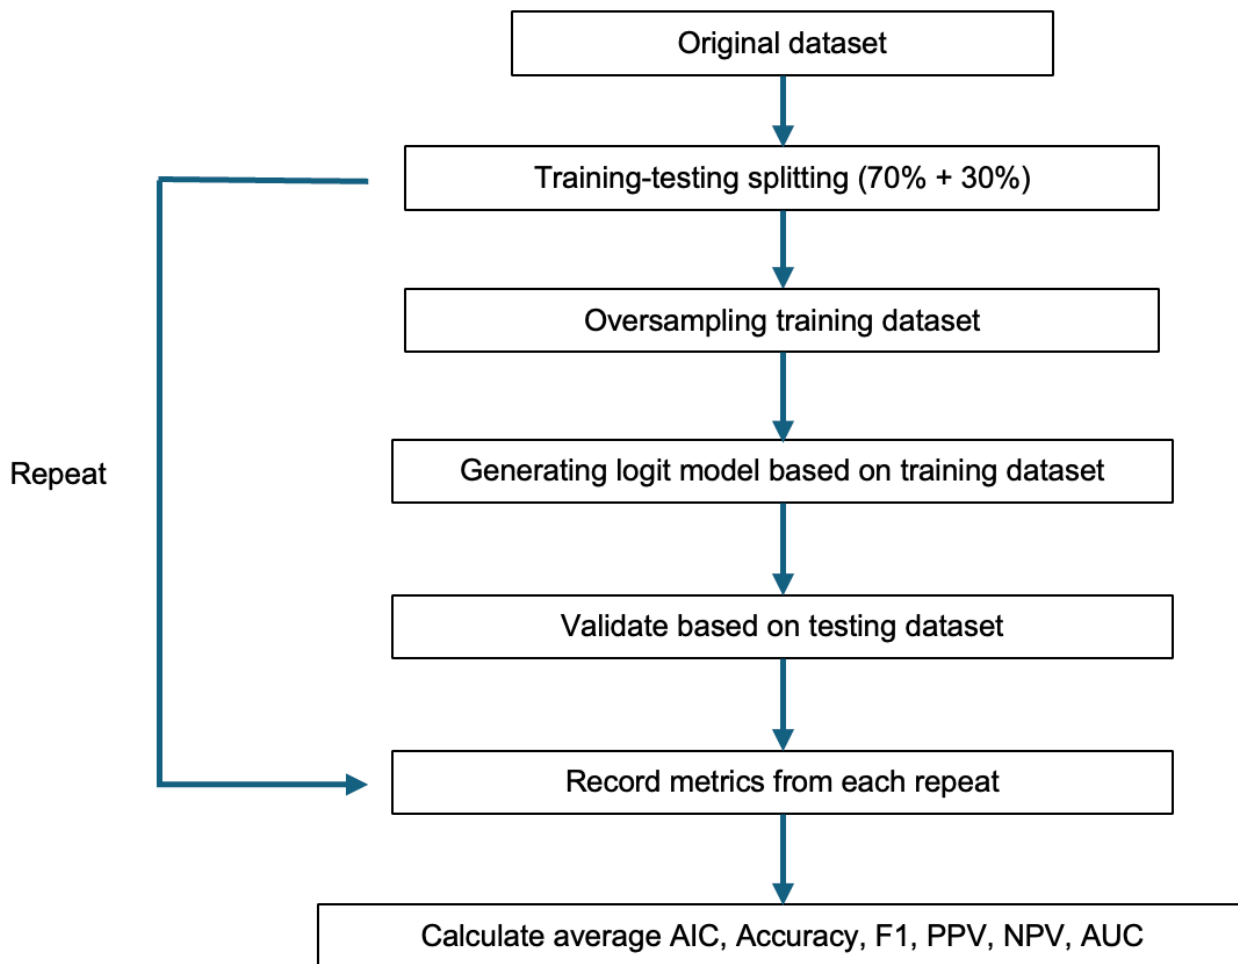 Original dataset
Training-testing splitting (70% + 30%)
Oversampling training dataset
Generating logit model based on training dataset
Repeat
Validate based on testing dataset
Record metrics from each repeat
Calculate average AIC, Accuracy, F1, PPV, NPV, AUC